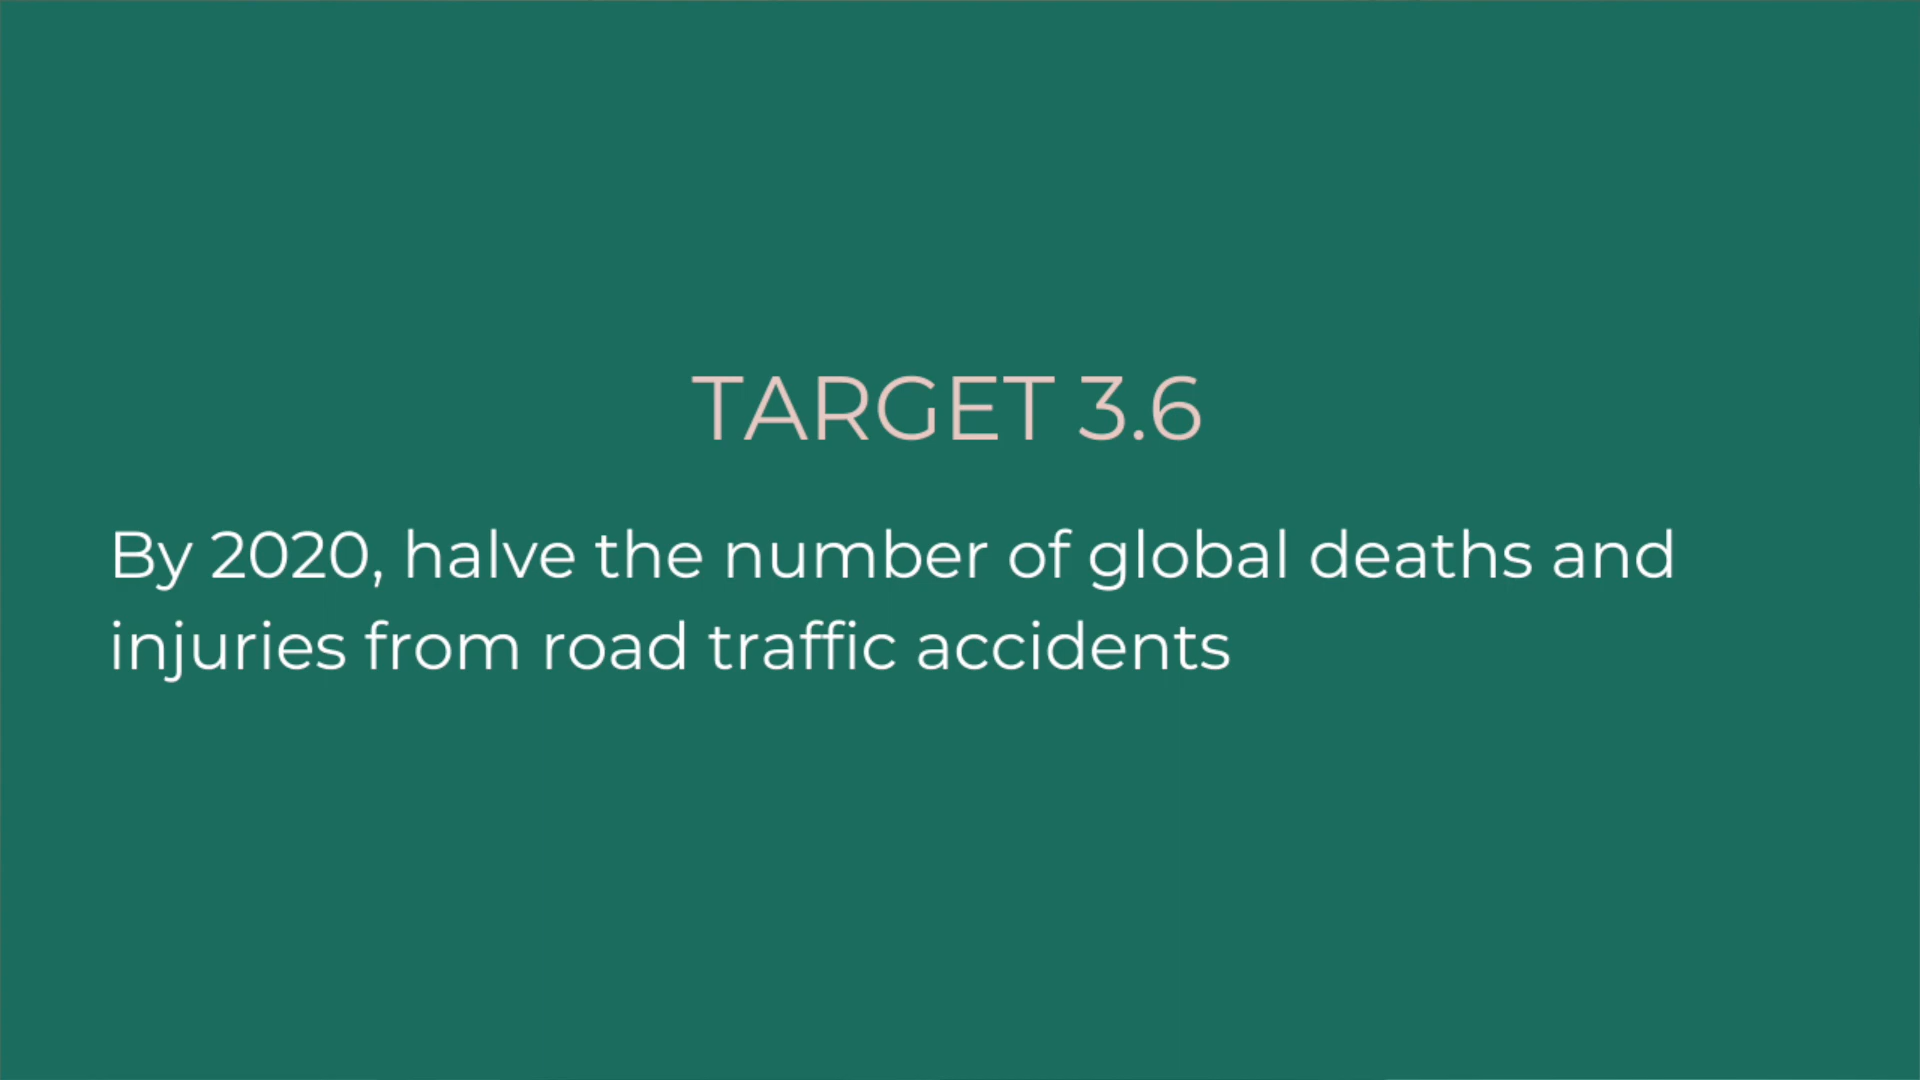 TARGET 3.6
By 2020, halve the number of global deaths and
injuries from road traffic accidents